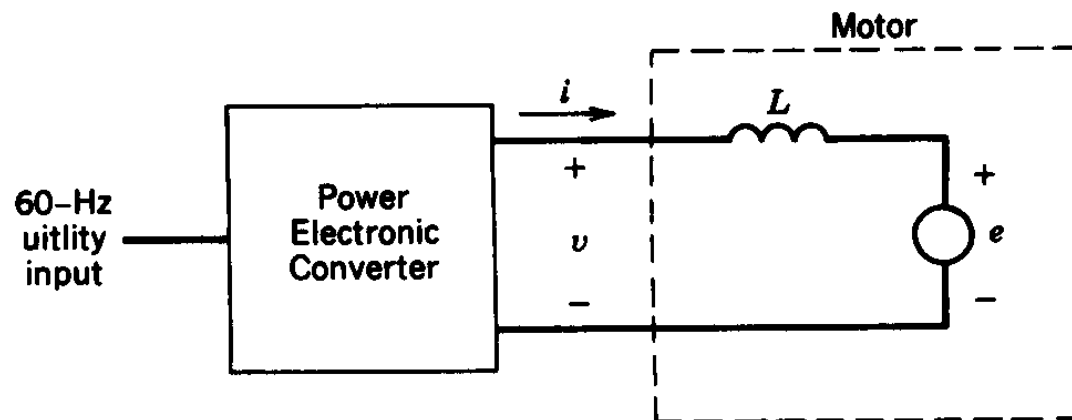 Motor
i
L
+
+
60-Hz
uitlity
input
Power
Electronic
Converter
v
e
−
−